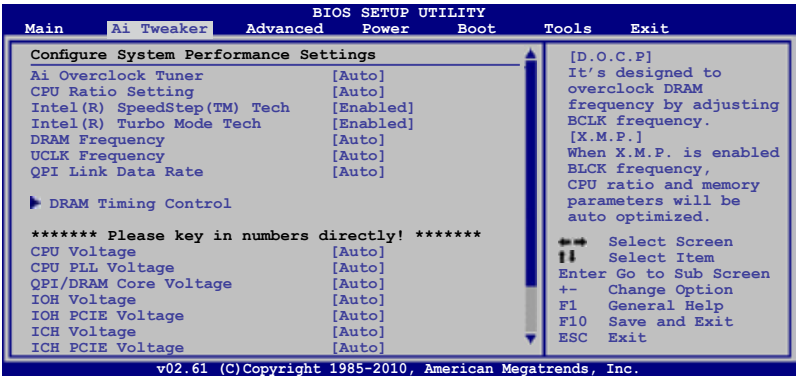 BIOS SETUP UTILITY
Main Ai Tweaker Advanced Power Boot Tools Exit
Configure System Performance Settings
Ai Overclock Tuner [Auto]
CPU Ratio Setting [Auto]
Intel(R) SpeedStep(TM) Tech [Enabled]
Intel(R) Turbo Mode Tech [Enabled]
DRAM Frequency [Auto]
UCLK Frequency [Auto]
QPI Link Data Rate [Auto]
DRAM Timing Control
******* Please key in numbers directly! *******
CPU Voltage [Auto]
CPU PLL Voltage [Auto]
QPI/DRAM Core Voltage [Auto]
IOH Voltage [Auto]
IOH PCIE Voltage [Auto]
ICH Voltage [Auto]
ICH PCIE Voltage [Auto]
[D.O.C.P]
It's designed to
overclock DRAM
frequency by adjusting
BCLK frequency.
[X.M.P.]
When X.M.P. is enabled
BLCK frequency,
CPU ratio and memory
parameters will be
auto optimized.
Select Screen
Select Item
Enter Go to Sub Screen
+- Change Option
F1 General Help
F10 Save and Exit
ESC Exit
v02.61 (C)Copyright 1985-2010, American Megatrends, Inc.